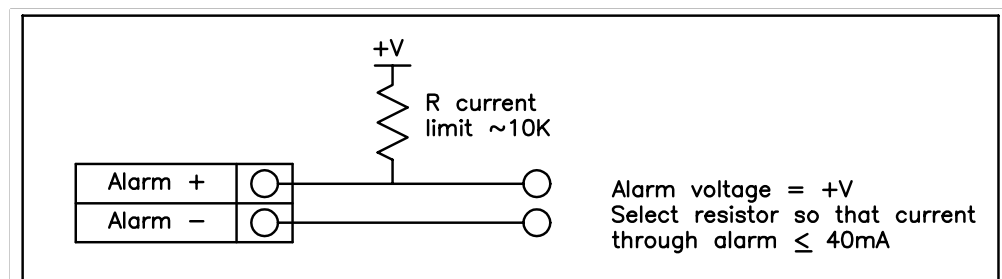 +V
R current
limit ~10K
Alarm +
Alarm −
Alarm voltage = +V
Select resistor so that current
through alarm ≤ 40mA